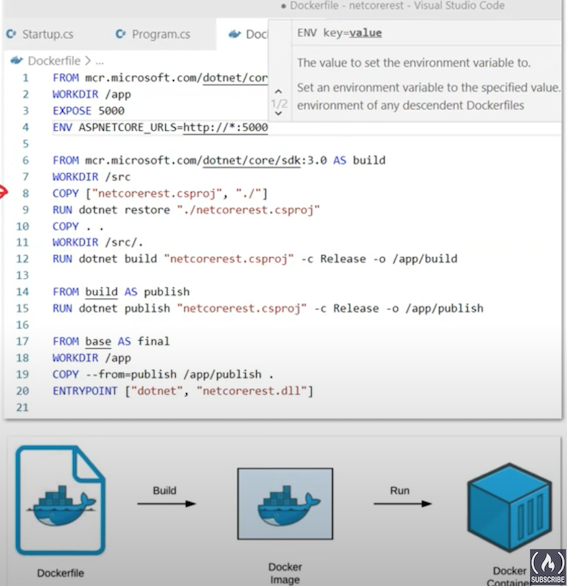 ● Dockerfile - netcorerest - Visual Studio Code
Startup.cs
Program.cs
Doc
ENV key=value
The value to set the environment variable to.
Set an environment variable to the specified value.
environment of any descendent Dockerfiles
1/2
Dockerfile > ...
1 FROM mcr.microsoft.com/dotnet/cor
2 WORKDIR /app
3 EXPOSE 5000
4 ENV ASPNETCORE_URLS=http://*:5000
5
6 FROM mcr.microsoft.com/dotnet/core/sdk:3.0 AS build
7 WORKDIR /src
8 COPY ["netcorerest.csproj", "./"]
9 RUN dotnet restore "./netcorerest.csproj"
10 COPY . .
11 WORKDIR /src/.
12 RUN dotnet build "netcorerest.csproj" -c Release -o /app/build
13
14 FROM build AS publish
15 RUN dotnet publish "netcorerest.csproj" -c Release -o /app/publish
16
17 FROM base AS final
18 WORKDIR /app
19 COPY --from=publish /app/publish .
20 ENTRYPOINT ["dotnet", "netcorerest.dll"]
21
Build
Run
Dockerfile
Docker
Image
Docker
Containe
SUBSCRIBE